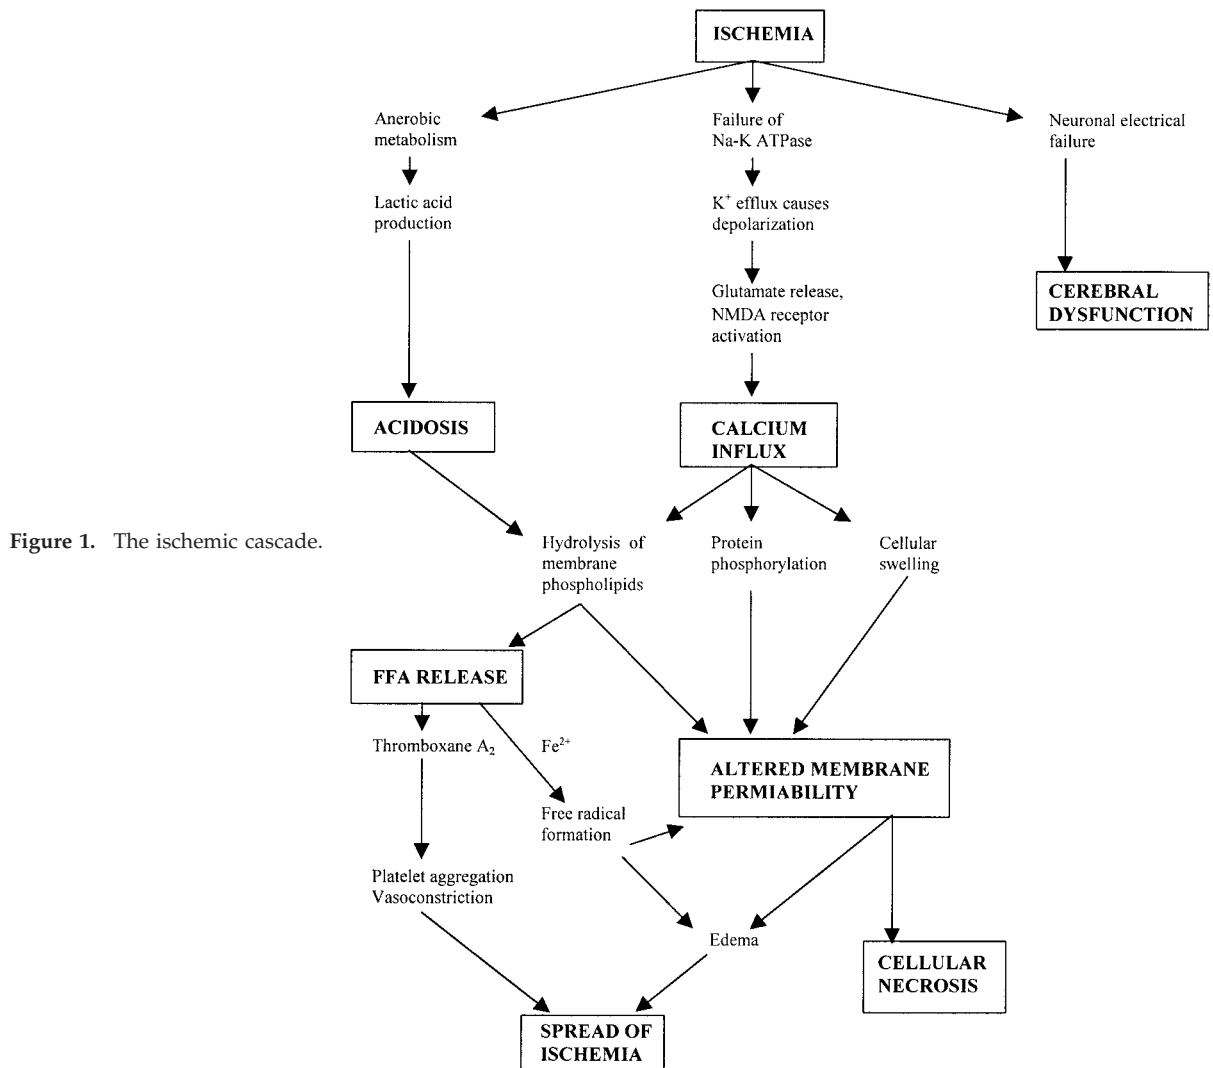 ISCHEMIA
Anerobic
metabolism
Failure of
Na-K ATPase
Neuronal electrical
failure
Lactic acid
production
K⁺ efflux causes
depolarization
Glutamate release,
NMDA receptor
activation
CEREBRAL
DYSFUNCTION
ACIDOSIS
CALCIUM
INFLUX
Figure 1. The ischemic cascade.
Hydrolysis of
membrane
phospholipids
Protein
phosphorylation
Cellular
swelling
FFA RELEASE
Thromboxane A₂
Fe²⁺
ALTERED MEMBRANE
PERMIABILITY
Free radical
formation
Platelet aggregation
Vasoconstriction
Edema
CELLULAR
NECROSIS
SPREAD OF
ISCHEMIA